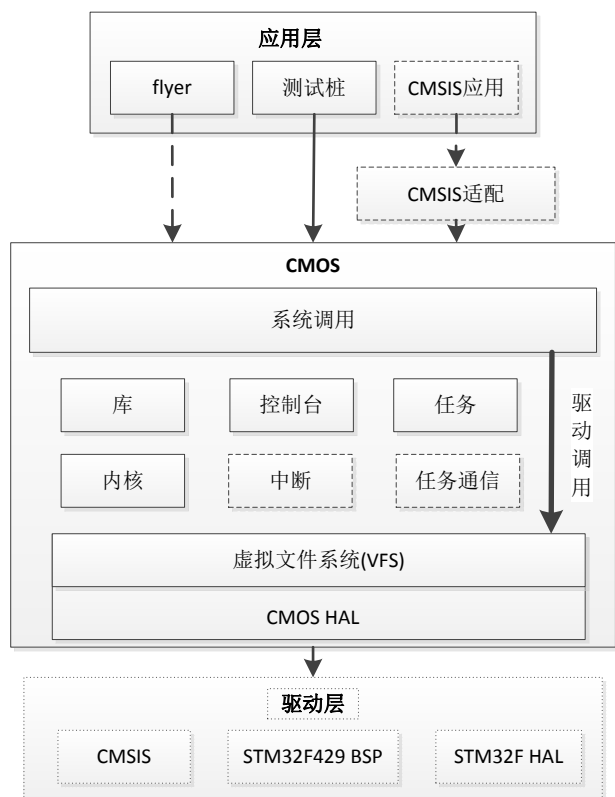 应用层
flyer
测试桩
CMSIS应用
CMSIS适配
CMOS
系统调用
库
控制台
任务
驱动调用
内核
中断
任务通信
虚拟文件系统(VFS)
CMOS HAL
驱动层
CMSIS
STM32F429 BSP
STM32F HAL